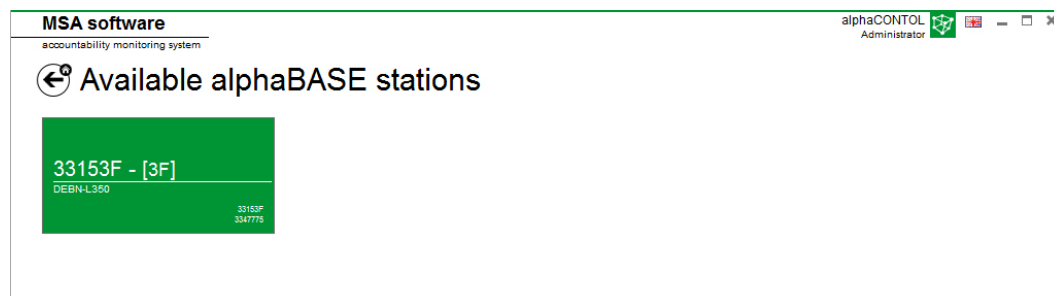 MSA software
accountability monitoring system
alphaCONTOL
Administrator
Available alphaBASE stations
33153F - [3F]
DEBN-L350
33153F
3347775